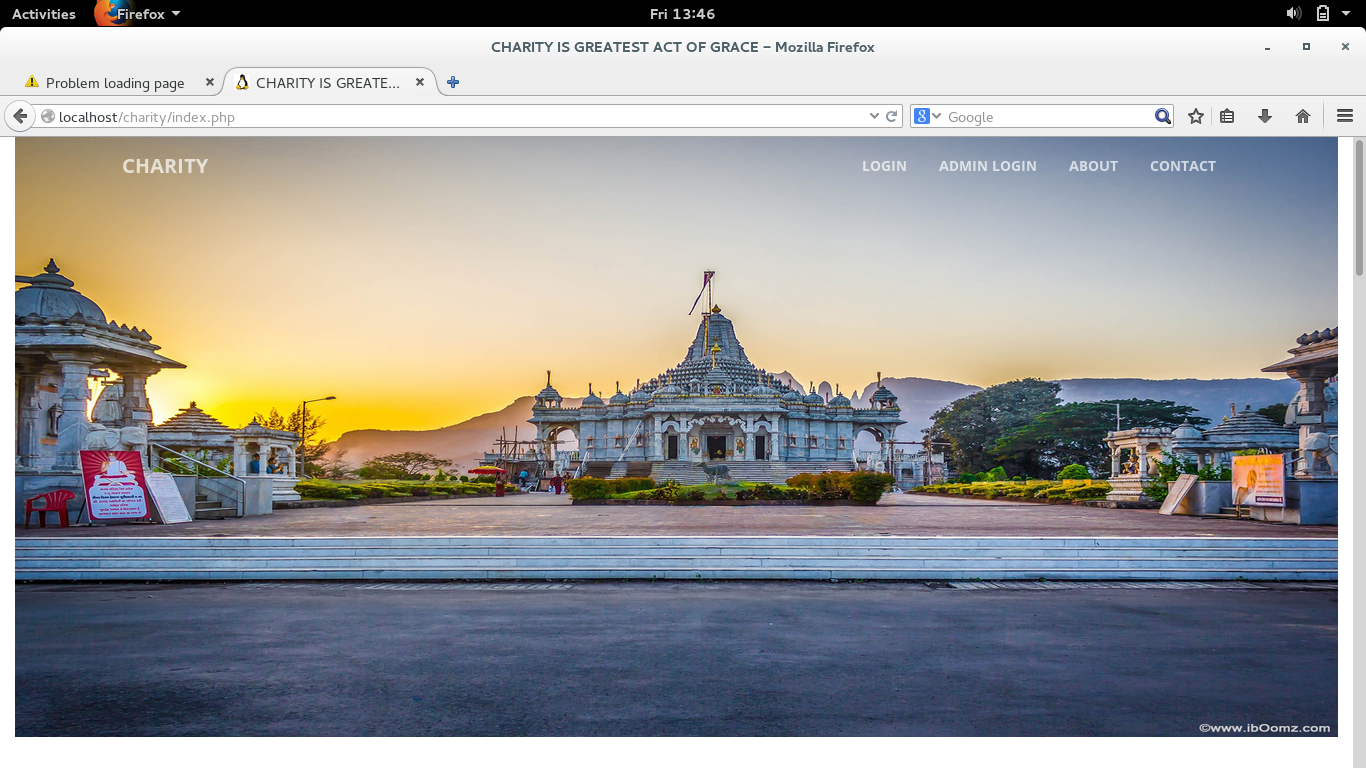 Activities Firefox Fri 13:46
CHARITY IS GREATEST ACT OF GRACE – Mozilla Firefox
Problem loading page CHARITY IS GREATE...
localhost/charity/index.php Google
CHARITY LOGIN ADMIN LOGIN ABOUT CONTACT
©www.ibOomz.com